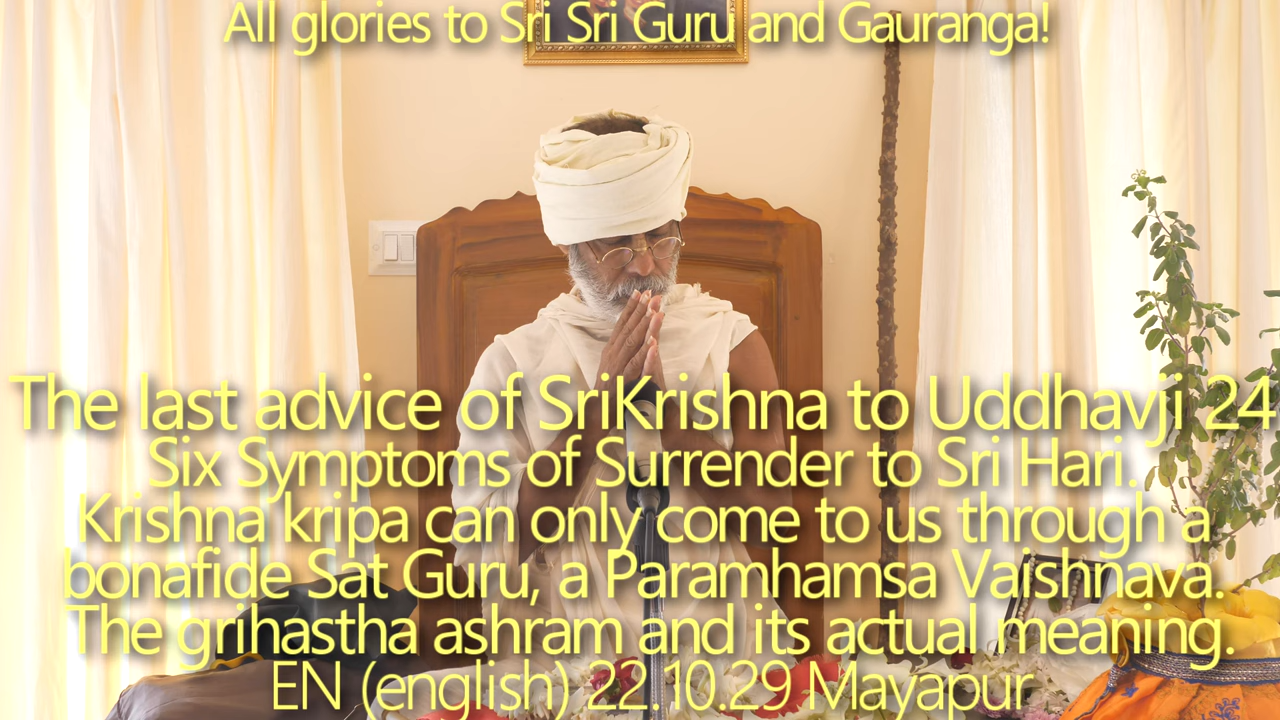 All glories to Sri Sri Guru and Gauranga!
The last advice of SriKrishna to Uddhavji 24
Six Symptoms of Surrender to Sri Hari.
Krishna kripa can only come to us through a
bonafide Sat Guru, a Paramhamsa Vaishnava.
The grihastha ashram and its actual meaning.
EN (english) 22.10.29 Mayapur